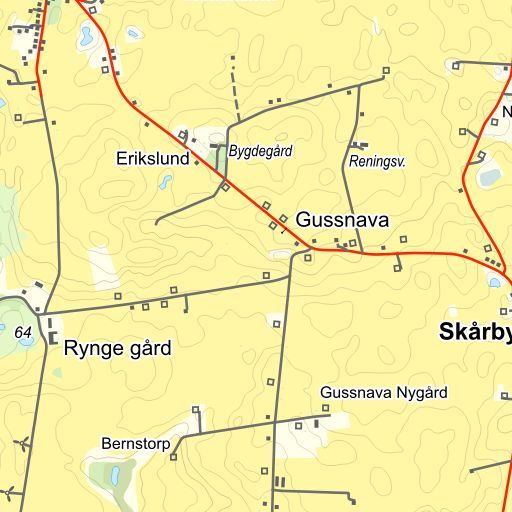 N
Erikslund
Bygdegård
Reningsv.
Gussnava
64
Rynge gård
Skårby
Gussnava Nygård
Bernstorp